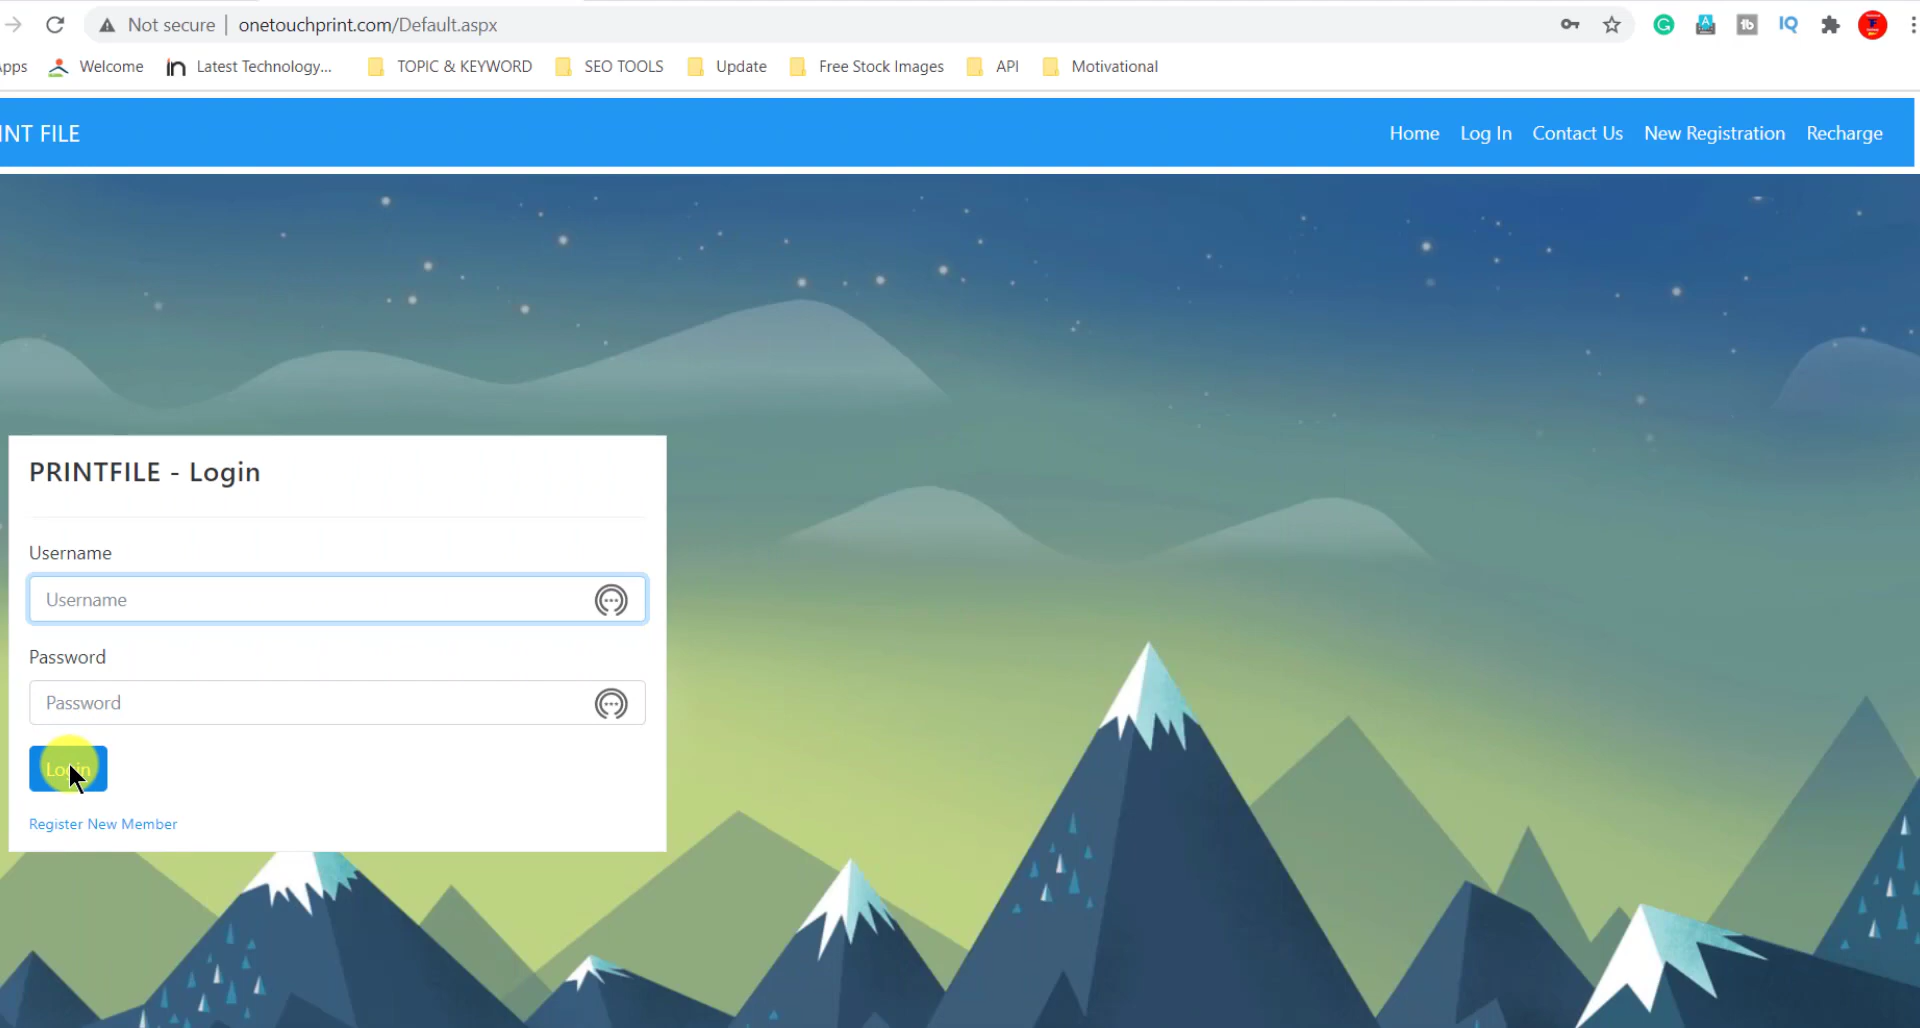 Not secure | onetouchprint.com/Default.aspx
pps Welcome Latest Technology... TOPIC & KEYWORD SEO TOOLS Update Free Stock Images API Motivational
INT FILE Home Log In Contact Us New Registration Recharge
PRINTFILE - Login
Username
Username
Password
Password
Login
Register New Member